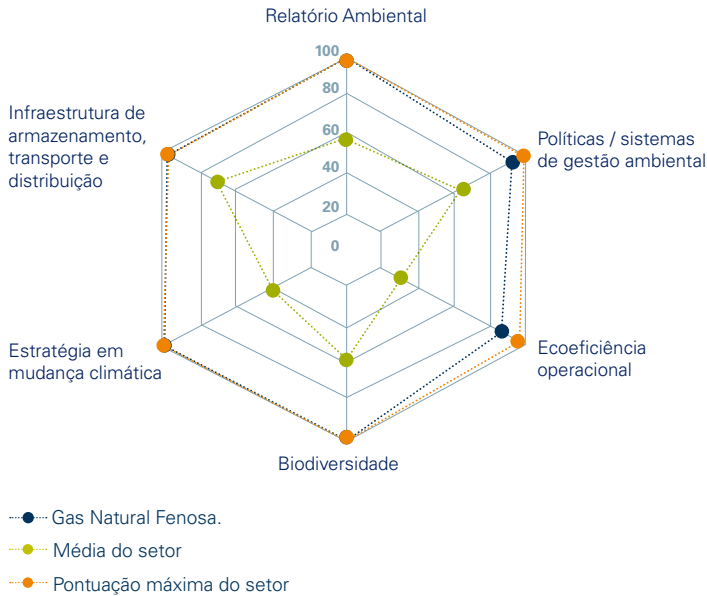 Relatório Ambiental
100
80
60
40
20
0
Infraestrutura de
armazenamento,
transporte e
distribuição
Políticas / sistemas
de gestão ambiental
Estratégia em
mudança climática
Ecoeficiência
operacional
Biodiversidade
Gas Natural Fenosa.
Média do setor
Pontuação máxima do setor